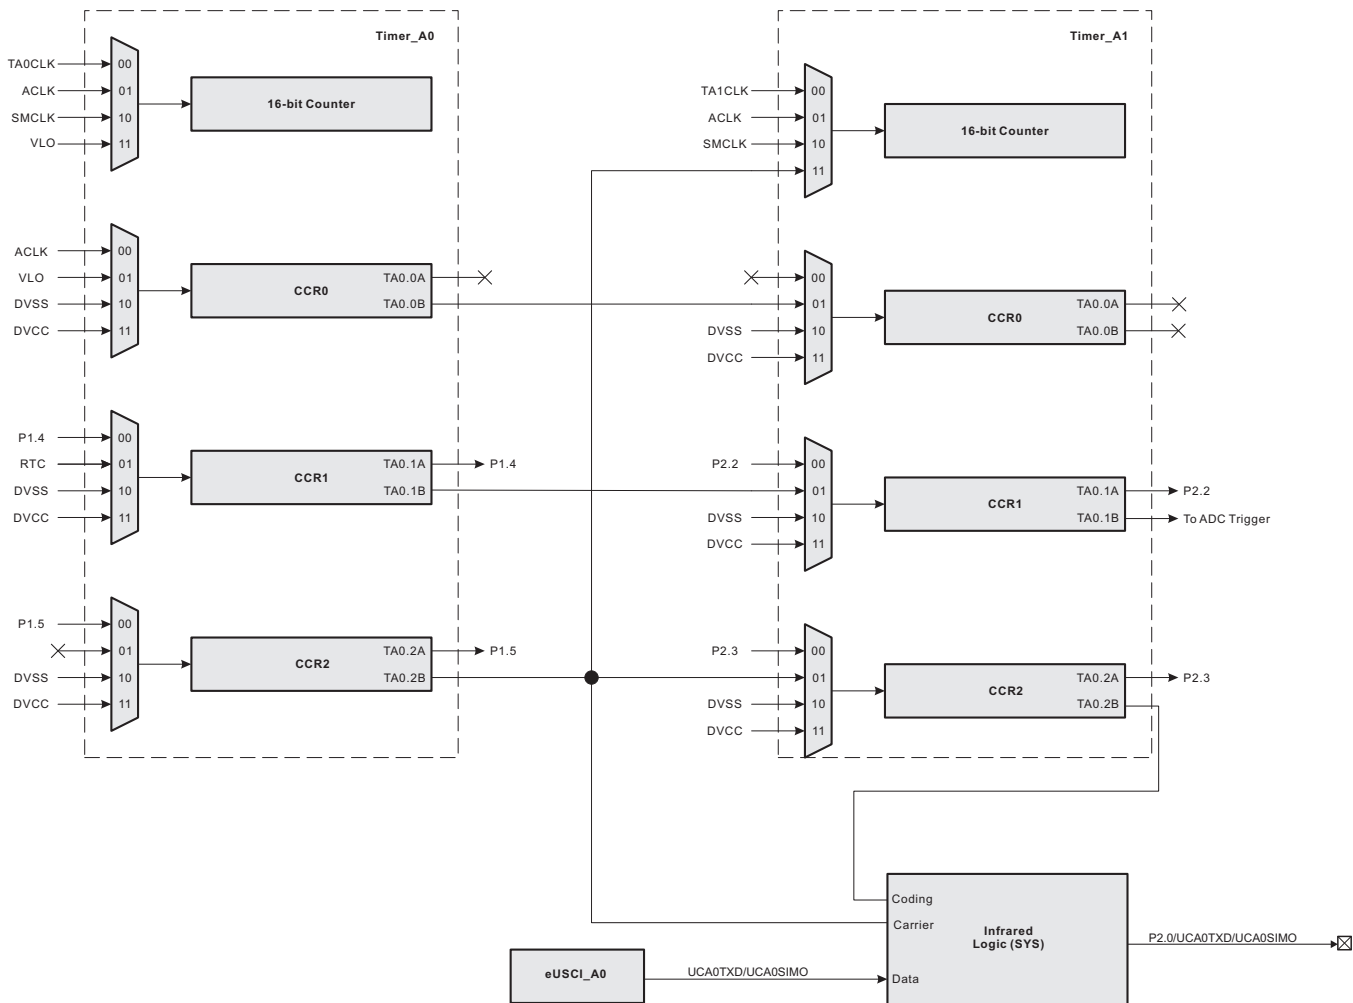 Timer_A0
TA0CLK
ACLK
SMCLK
VLO
00
01
10
11
16-bit Counter
ACLK
VLO
DVSS
DVCC
00
01
10
11
CCR0
TA0.0A
TA0.0B
P1.4
RTC
DVSS
DVCC
00
01
10
11
CCR1
TA0.1A
TA0.1B
P1.4
P1.5
DVSS
DVCC
00
01
10
11
CCR2
TA0.2A
TA0.2B
P1.5
Timer_A1
TA1CLK
ACLK
SMCLK
00
01
10
11
16-bit Counter
DVSS
DVCC
00
01
10
11
CCR0
TA0.0A
TA0.0B
P2.2
DVSS
DVCC
00
01
10
11
CCR1
TA0.1A
TA0.1B
P2.2
To ADC Trigger
P2.3
DVSS
DVCC
00
01
10
11
CCR2
TA0.2A
TA0.2B
P2.3
Coding
Carrier
Data
Infrared
Logic (SYS)
eUSCI_A0
UCA0TXD/UCA0SIMO
P2.0/UCA0TXD/UCA0SIMO